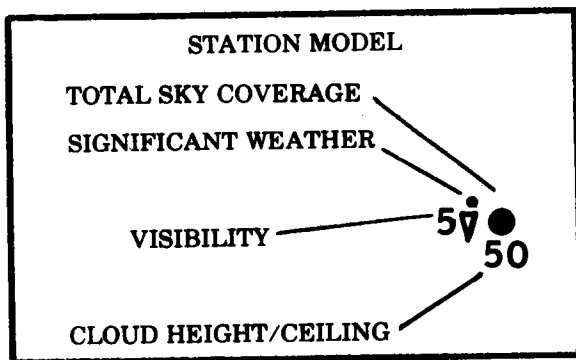 STATION MODEL
TOTAL SKY COVERAGE
SIGNIFICANT WEATHER
VISIBILITY
5
50
CLOUD HEIGHT/CEILING